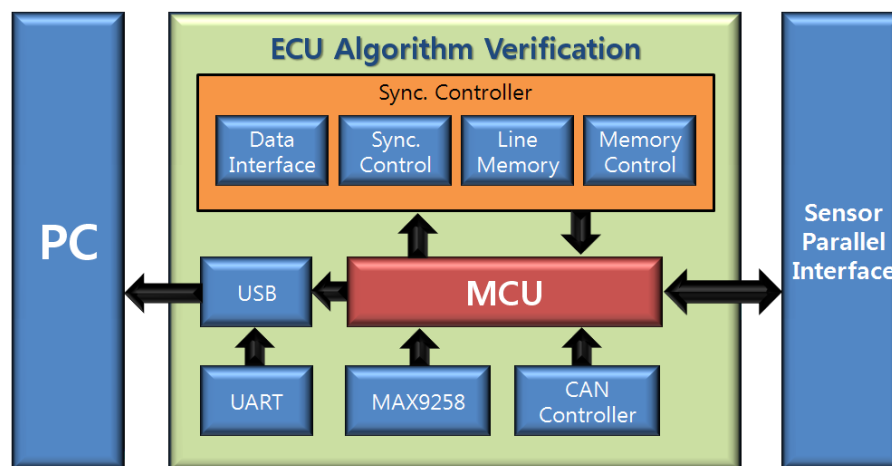 ECU Algorithm Verification
Sync. Controller
Data
Interface
Sync.
Control
Line
Memory
Memory
Control
PC
Sensor
Parallel
Interface
USB
MCU
UART
MAX9258
CAN
Controller